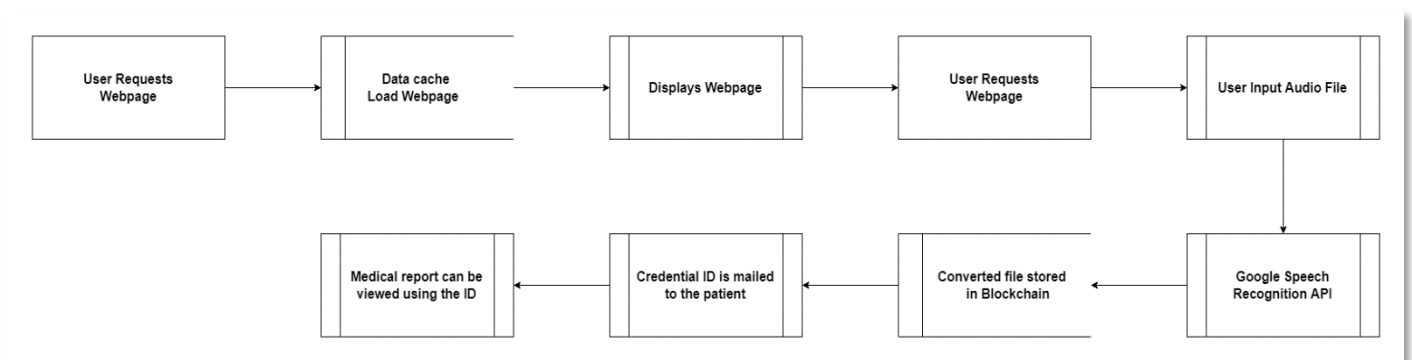 User Requests
Webpage
Data cache
Load Webpage
Displays Webpage
User Requests
Webpage
User Input Audio File
Google Speech
Recognition API
Converted file stored
in Blockchain
Credential ID is mailed
to the patient
Medical report can be
viewed using the ID